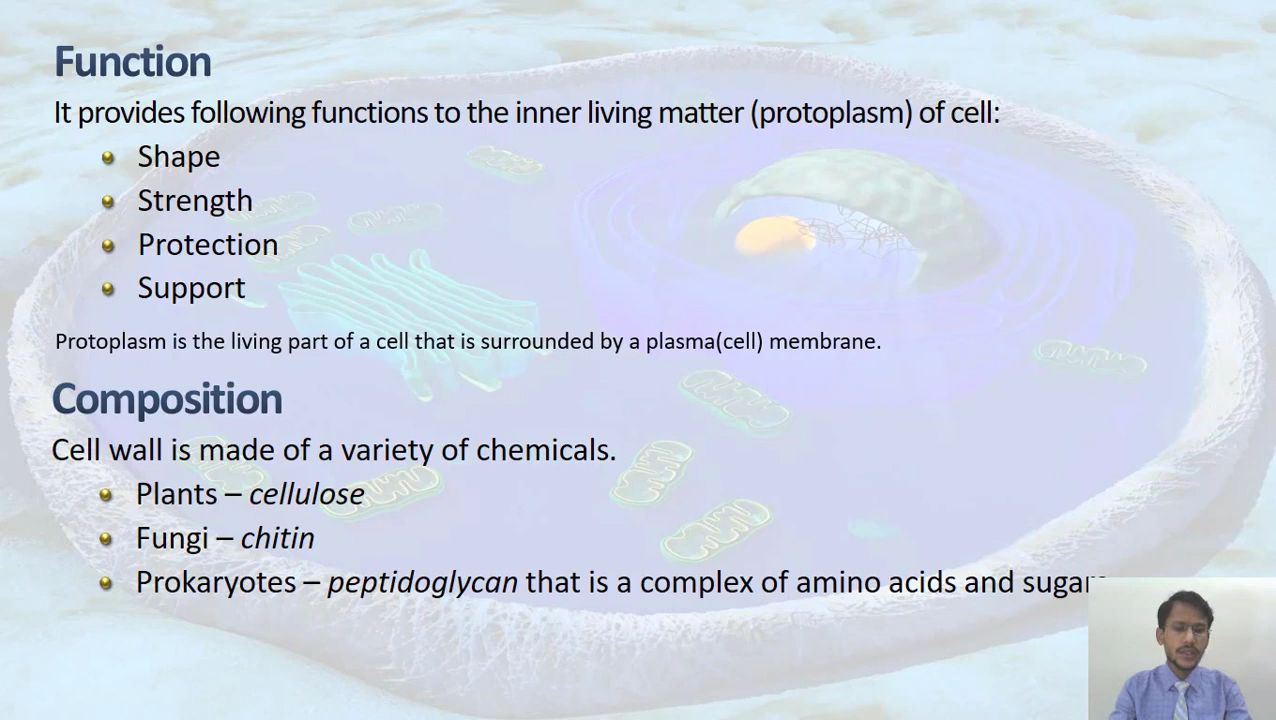 Function
It provides following functions to the inner living matter (protoplasm) of cell:
Shape
Strength
Protection
Support
Protoplasm is the living part of a cell that is surrounded by a plasma(cell) membrane.
Composition
Cell wall is made of a variety of chemicals.
Plants – cellulose
Fungi – chitin
Prokaryotes – peptidoglycan that is a complex of amino acids and